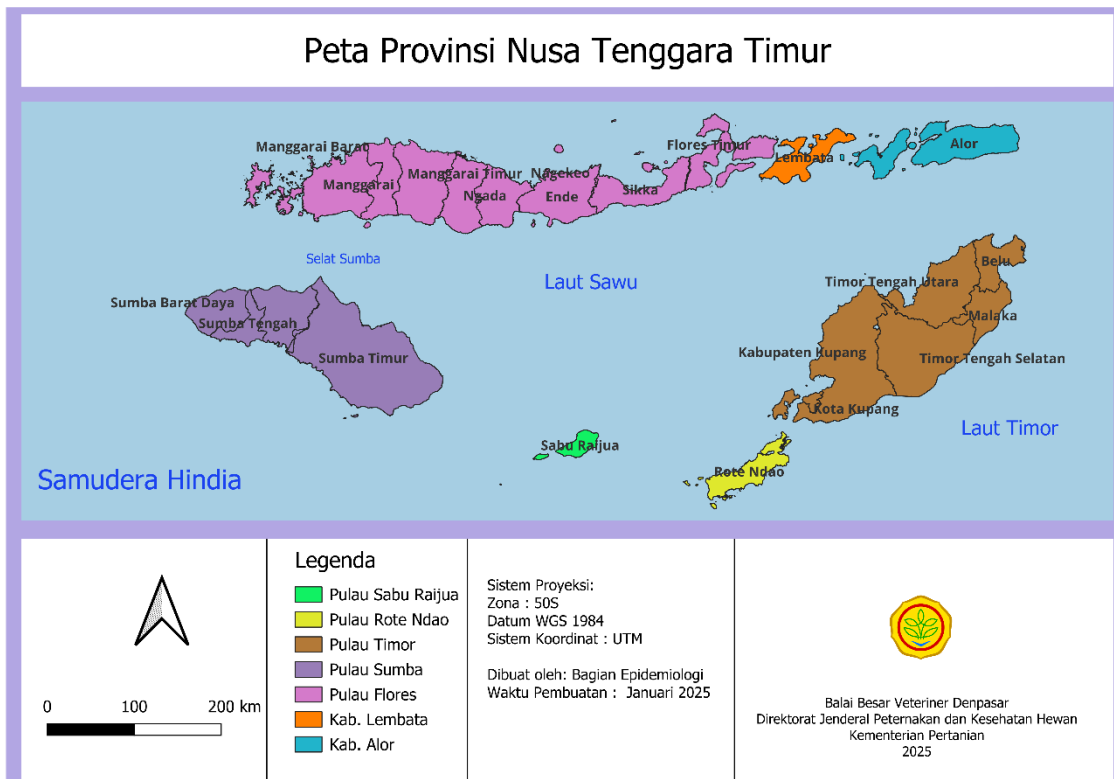 Peta Provinsi Nusa Tenggara Timur
Manggarai Barat
Manggarai
Manggarai Timur
Ngada
Nagekeo
Ende
Sikka
Flores Timur
Lembata
Alor
Selat Sumba
Laut Sawu
Sumba Barat Daya
Sumba Tengah
Sumba Timur
Belu
Timor Tengah Utara
Malaka
Kabupaten Kupang
Timor Tengah Selatan
Kota Kupang
Laut Timor
Sabu Raijua
Rote Ndao
Samudera Hindia
0 100 200 km
Legenda
Pulau Sabu Raijua
Pulau Rote Ndao
Pulau Timor
Pulau Sumba
Pulau Flores
Kab. Lembata
Kab. Alor
Sistem Proyeksi:
Zona : 50S
Datum WGS 1984
Sistem Koordinat : UTM
Dibuat oleh: Bagian Epidemiologi
Waktu Pembuatan : Januari 2025
Balai Besar Veteriner Denpasar
Direktorat Jenderal Peternakan dan Kesehatan Hewan
Kementerian Pertanian
2025